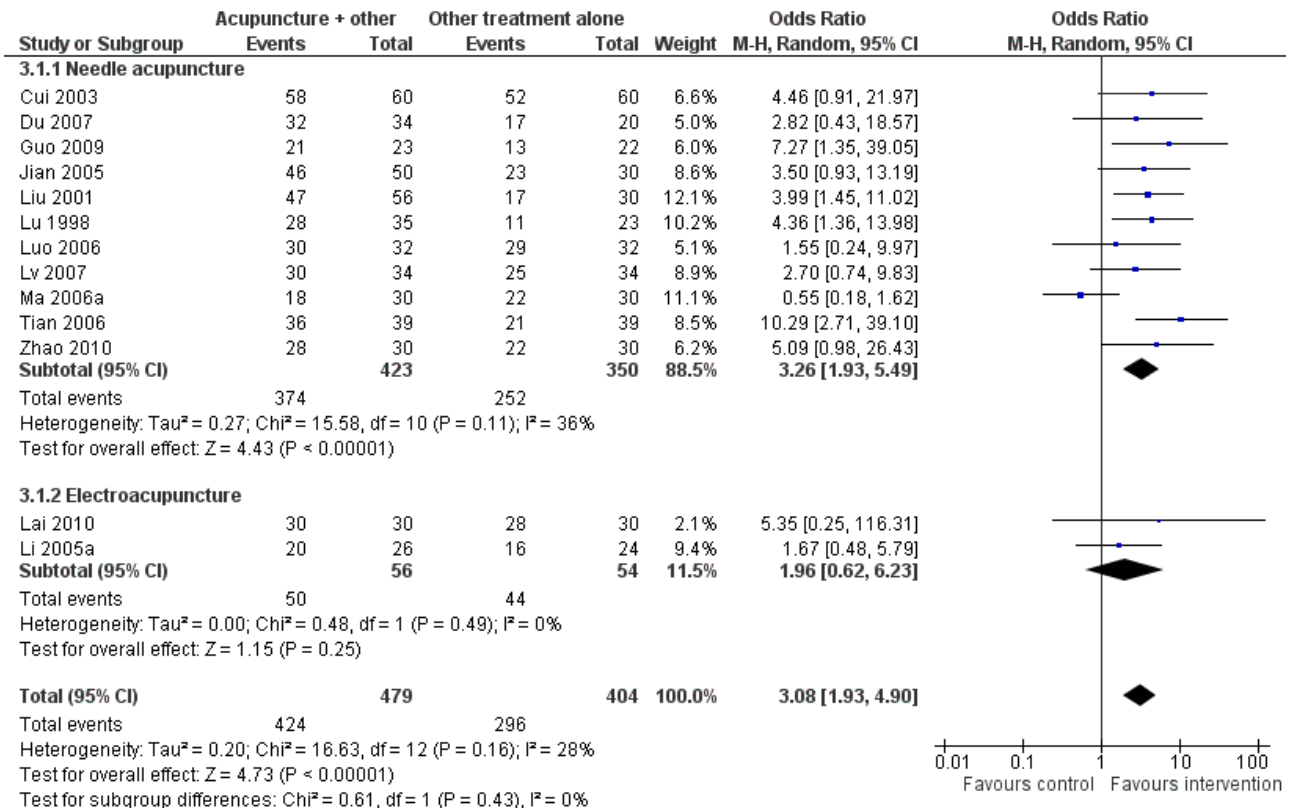 Acupuncture + other Other treatment alone Odds Ratio Odds Ratio
Study or Subgroup Events Total Events Total Weight M-H, Random, 95% CI M-H, Random, 95% CI
3.1.1 Needle acupuncture
Cui 2003 58 60 52 60 6.6% 4.46 [0.91, 21.97]
Du 2007 32 34 17 20 5.0% 2.82 [0.43, 18.57]
Guo 2009 21 23 13 22 6.0% 7.27 [1.35, 39.05]
Jian 2005 46 50 23 30 8.6% 3.50 [0.93, 13.19]
Liu 2001 47 56 17 30 12.1% 3.99 [1.45, 11.02]
Lu 1998 28 35 11 23 10.2% 4.36 [1.36, 13.98]
Luo 2006 30 32 29 32 5.1% 1.55 [0.24, 9.97]
Lv 2007 30 34 25 34 8.9% 2.70 [0.74, 9.83]
Ma 2006a 18 30 22 30 11.1% 0.55 [0.18, 1.62]
Tian 2006 36 39 21 39 8.5% 10.29 [2.71, 39.10]
Zhao 2010 28 30 22 30 6.2% 5.09 [0.98, 26.43]
Subtotal (95% CI) 423 350 88.5% 3.26 [1.93, 5.49]
Total events 374 252
Heterogeneity: Tau² = 0.27; Chi² = 15.58, df = 10 (P = 0.11); I² = 36%
Test for overall effect: Z = 4.43 (P < 0.00001)
3.1.2 Electroacupuncture
Lai 2010 30 30 28 30 2.1% 5.35 [0.25, 116.31]
Li 2005a 20 26 16 24 9.4% 1.67 [0.48, 5.79]
Subtotal (95% CI) 56 54 11.5% 1.96 [0.62, 6.23]
Total events 50 44
Heterogeneity: Tau² = 0.00; Chi² = 0.48, df = 1 (P = 0.49); I² = 0%
Test for overall effect: Z = 1.15 (P = 0.25)
Total (95% CI) 479 404 100.0% 3.08 [1.93, 4.90]
Total events 424 296
Heterogeneity: Tau² = 0.20; Chi² = 16.63, df = 12 (P = 0.16); I² = 28%
Test for overall effect: Z = 4.73 (P < 0.00001)
Test for subgroup differences: Chi² = 0.61, df = 1 (P = 0.43), I² = 0%
0.01 0.1 1 10 100
Favours control Favours intervention